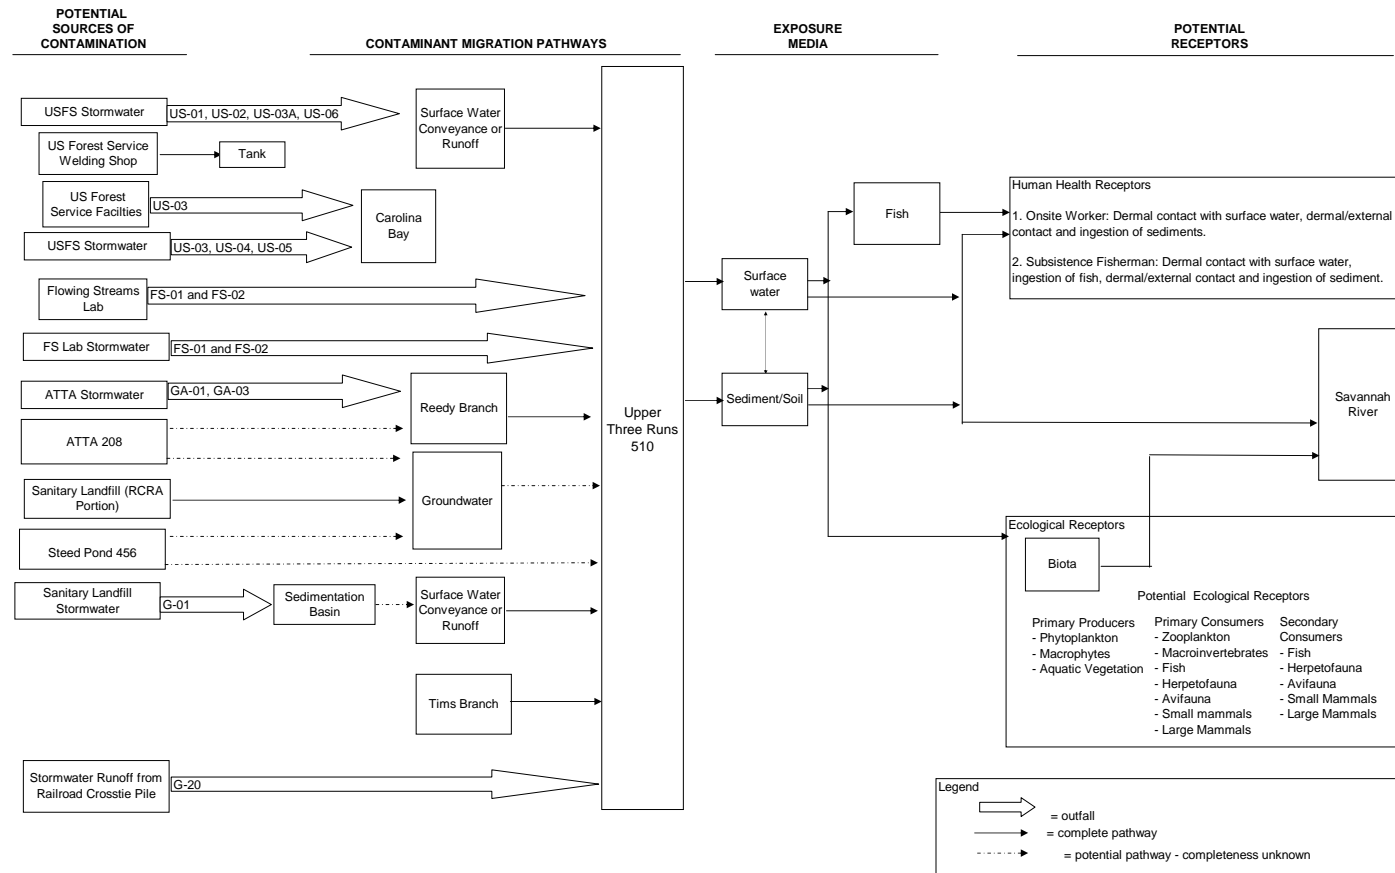 POTENTIAL
SOURCES OF
CONTAMINATION
CONTAMINANT MIGRATION PATHWAYS
EXPOSURE
MEDIA
POTENTIAL
RECEPTORS
USFS Stormwater
US-01, US-02, US-03A, US-06
Surface Water
Conveyance or
Runoff
US Forest Service
Welding Shop
Tank
US Forest
Service Facilties
US-03
Carolina
Bay
USFS Stormwater
US-03, US-04, US-05
Flowing Streams
Lab
FS-01 and FS-02
FS Lab Stormwater
FS-01 and FS-02
ATTA Stormwater
GA-01, GA-03
Reedy Branch
ATTA 208
Sanitary Landfill (RCRA
Portion)
Groundwater
Steed Pond 456
Sanitary Landfill
Stormwater
G-01
Sedimentation
Basin
Surface Water
Conveyance or
Runoff
Tims Branch
Stormwater Runoff from
Railroad Crosstie Pile
G-20
Upper
Three Runs
510
Surface
water
Sediment/Soil
Fish
Human Health Receptors
1. Onsite Worker: Dermal contact with surface water, dermal/external
contact and ingestion of sediments.
2. Subsistence Fisherman: Dermal contact with surface water,
ingestion of fish, dermal/external contact and ingestion of sediment.
Savannah
River
Ecological Receptors
Biota
Potential Ecological Receptors
Primary Producers
- Phytoplankton
- Macrophytes
- Aquatic Vegetation
Primary Consumers
- Zooplankton
- Macroinvertebrates
- Fish
- Herpetofauna
- Avifauna
- Small mammals
- Large Mammals
Secondary
Consumers
- Fish
- Herpetofauna
- Avifauna
- Small Mammals
- Large Mammals
Legend
= outfall
= complete pathway
= potential pathway - completeness unknown